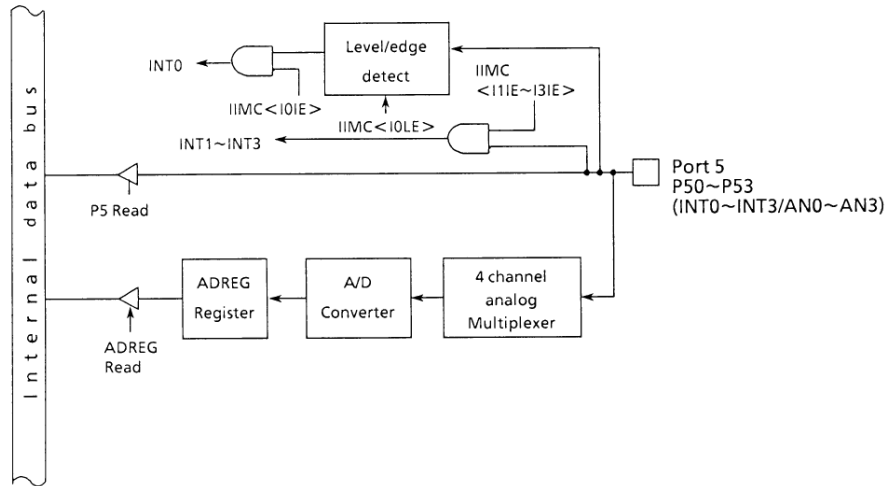 Internal data bus
INT0
Level/edge
detect
IIMC<I0IE>
IIMC<I0LE>
IIMC
<I1IE~I3IE>
INT1~INT3
P5 Read
Port 5
P50~P53
(INT0~INT3/AN0~AN3)
ADREG
Register
A/D
Converter
4 channel
analog
Multiplexer
ADREG
Read